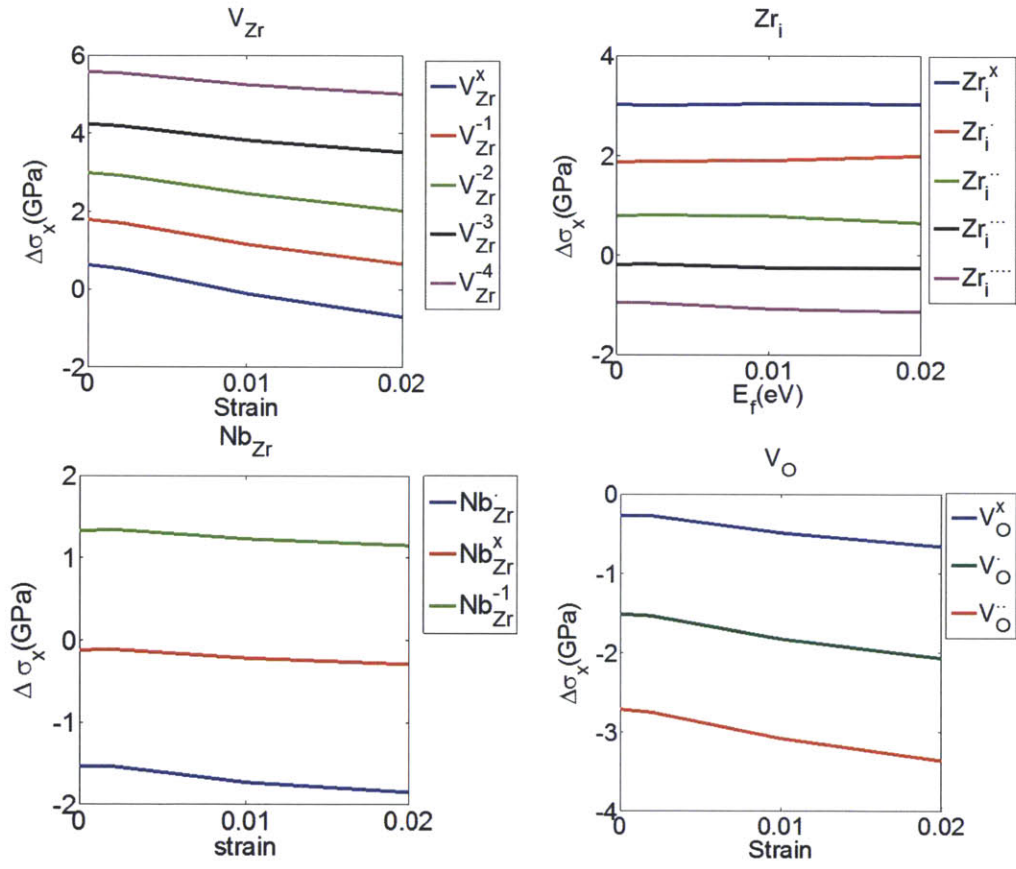 V_Zr
6
4
2
0
-2
0
0.01
0.02
Δσ_x(GPa)
Strain
V_Zr^x
V_Zr^-1
V_Zr^-2
V_Zr^-3
V_Zr^-4
Zr_i
4
2
0
-2
0
0.01
0.02
Δσ_x(GPa)
E_f(eV)
Zr_i^x
Zr_i^·
Zr_i^··
Zr_i^···
Zr_i^····
Nb_Zr
2
1
0
-1
-2
0
0.01
0.02
Δ σ_x(GPa)
strain
Nb_Zr^·
Nb_Zr^x
Nb_Zr^-1
V_O
0
-1
-2
-3
-4
0
0.01
0.02
Δσ_x(GPa)
Strain
V_O^x
V_O^·
V_O^··